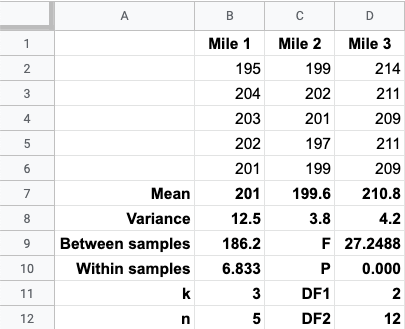 A B C D
1 Mile 1 Mile 2 Mile 3
2 195 199 214
3 204 202 211
4 203 201 209
5 202 197 211
6 201 199 209
7 Mean 201 199.6 210.8
8 Variance 12.5 3.8 4.2
9 Between samples 186.2 F 27.2488
10 Within samples 6.833 P 0.000
11 k 3 DF1 2
12 n 5 DF2 12